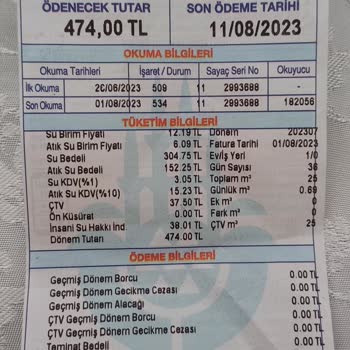 ÖDENECEK TUTAR SON ÖDEME TARİHİ
474,00 TL 11/08/2023
OKUMA BİLGİLERİ
Okuma Tarihleri İşaret / Durum Sayaç Seri No Okuyucu
İlk Okuma 20/06/2023 509 11 2993688 -
Son Okuma 01/08/2023 534 11 2993688 182056
TÜKETİM BİLGİLERİ
Su Birim Fiyatı 12.19 TL Dönem 202307
Atık Su Birim Fiyatı 6.09 TL Fatura Tarihi 01/08/2023
Su Bedeli 304.75 TL Ev/İş Yeri 1/0
Atık Su Bedeli 152.25 TL Gün Sayısı 36
Su KDV(%1) 3.05 TL Toplam m³ 25
Atık Su KDV(%10) 15.23 TL Günlük m³ 0.69
ÇTV 37.50 TL Ek m³ 0
Ön Küsürat 0.00 TL Fark m³ 0
İnsani Su Hakkı Ind. 38.01 TL ÇTV m³ 25
Dönem Tutarı 474.00 TL
ÖDEME BİLGİLERİ
Geçmiş Dönem Borcu 0.00 TL
Geçmiş Dönem Gecikme Cezası 0.00 TL
Geçmiş Dönem Alacağı 0.00 TL
ÇTV Geçmiş Dönem Borcu 0.00 TL
ÇTV Geçmiş Dönem Gecikme Cezası 0.00 TL
Teminat Bedeli 0.00 TL